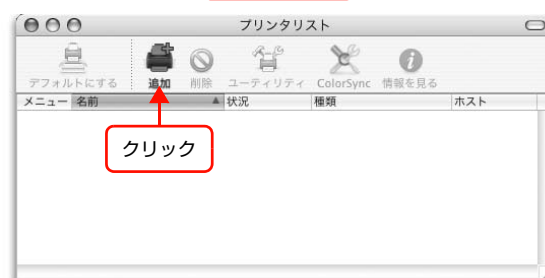 プリンタリスト
デフォルトにする 追加 削除 ユーティリティ ColorSync 情報を見る
メニュー 名前 状況 種類 ホスト
クリック